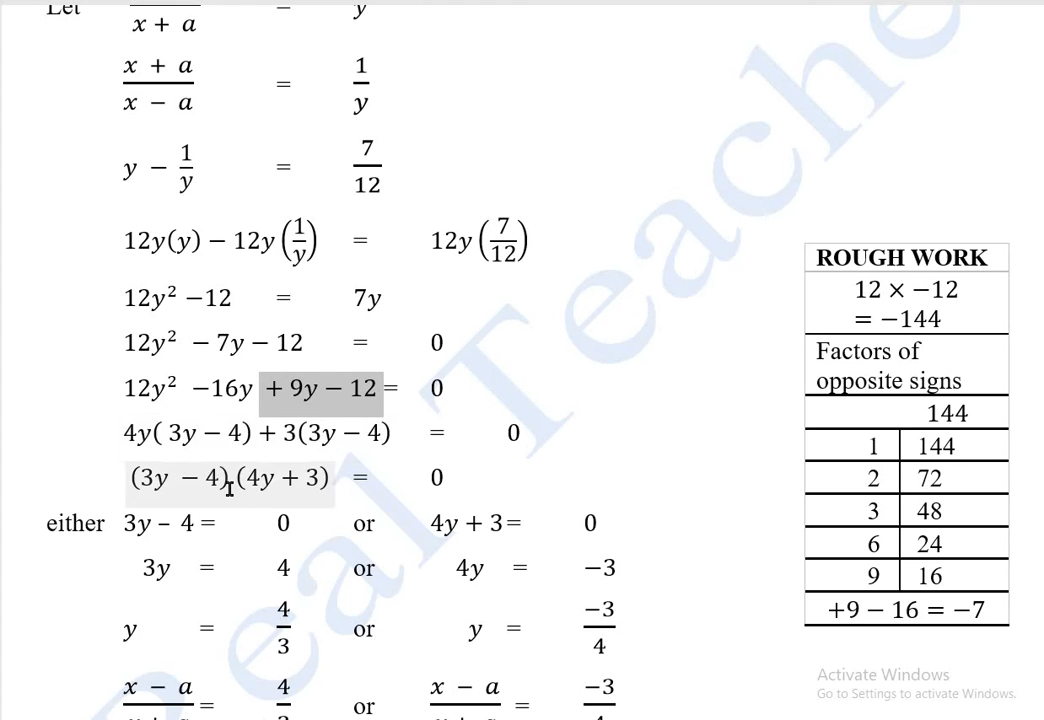 Let = y
x + a
x + a / x − a = 1/y
y − 1/y = 7/12
12y(y) − 12y(1/y) = 12y(7/12)
12y² −12 = 7y
12y² − 7y − 12 = 0
12y² −16y + 9y − 12 = 0
4y( 3y − 4) + 3(3y − 4) = 0
(3y − 4) (4y + 3) = 0
either 3y – 4 = 0 or 4y + 3 = 0
3y = 4 or 4y = −3
y = 4/3 or y = −3/4
x − a = 4 or x − a = −3
ROUGH WORK
12 × −12
= −144
Factors of
opposite signs
144
1 144
2 72
3 48
6 24
9 16
+9 − 16 = −7
eal Teache
Activate Windows
Go to Settings to activate Windows.